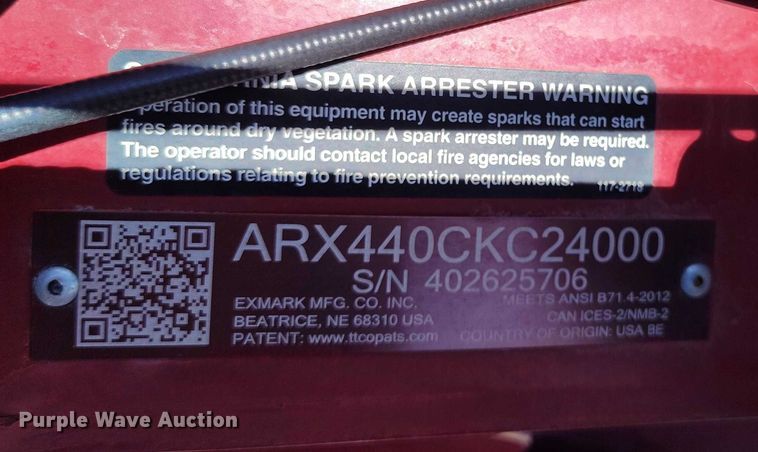 SPARK ARRESTER WARNING
Operation of this equipment may create sparks that can start
fires around dry vegetation. A spark arrester may be required.
The operator should contact local fire agencies for laws or
regulations relating to fire prevention requirements. 117-2718
ARX440CKC24000
S/N 402625706
EXMARK MFG. CO. INC. MEETS ANSI B71.4-2012
BEATRICE, NE 68310 USA CAN ICES-2/NMB-2
PATENT: www.ttcopats.com COUNTRY OF ORIGIN: USA BE
Purple Wave Auction